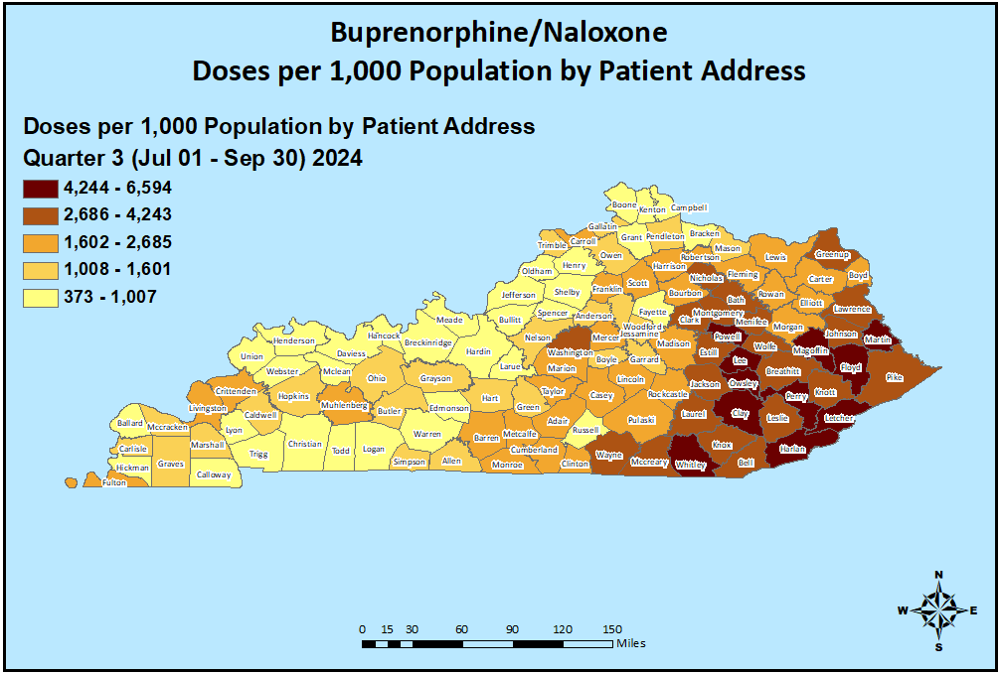 Buprenorphine/Naloxone
Doses per 1,000 Population by Patient Address
Doses per 1,000 Population by Patient Address
Quarter 3 (Jul 01 - Sep 30) 2024
4,244 - 6,594
2,686 - 4,243
1,602 - 2,685
1,008 - 1,601
373 - 1,007
Boone
Kenton
Campbell
Gallatin
Grant
Pendleton
Bracken
Trimble
Carroll
Owen
Mason
Robertson
Lewis
Greenup
Oldham
Henry
Harrison
Nicholas
Fleming
Carter
Boyd
Jefferson
Shelby
Franklin
Scott
Bourbon
Bath
Rowan
Elliott
Lawrence
Meade
Bullitt
Spencer
Anderson
Fayette
Woodford
Clark
Montgomery
Menifee
Morgan
Johnson
Martin
Hancock
Breckinridge
Nelson
Mercer
Jessamine
Madison
Powell
Wolfe
Magoffin
Henderson
Union
Daviess
Hardin
Washington
Boyle
Garrard
Estill
Lee
Breathitt
Floyd
Pike
Webster
Mclean
Ohio
Grayson
Larue
Marion
Lincoln
Rockcastle
Jackson
Owsley
Perry
Knott
Crittenden
Hopkins
Muhlenberg
Butler
Edmonson
Hart
Green
Taylor
Casey
Laurel
Clay
Leslie
Letcher
Livingston
Caldwell
Lyon
Warren
Barren
Metcalfe
Adair
Russell
Pulaski
Knox
Harlan
Ballard
Mccracken
Carlisle
Marshall
Trigg
Christian
Todd
Logan
Simpson
Allen
Monroe
Cumberland
Clinton
Wayne
Mccreary
Whitley
Bell
Hickman
Graves
Calloway
Fulton
N
W
E
S
0 15 30 60 90 120 150
Miles